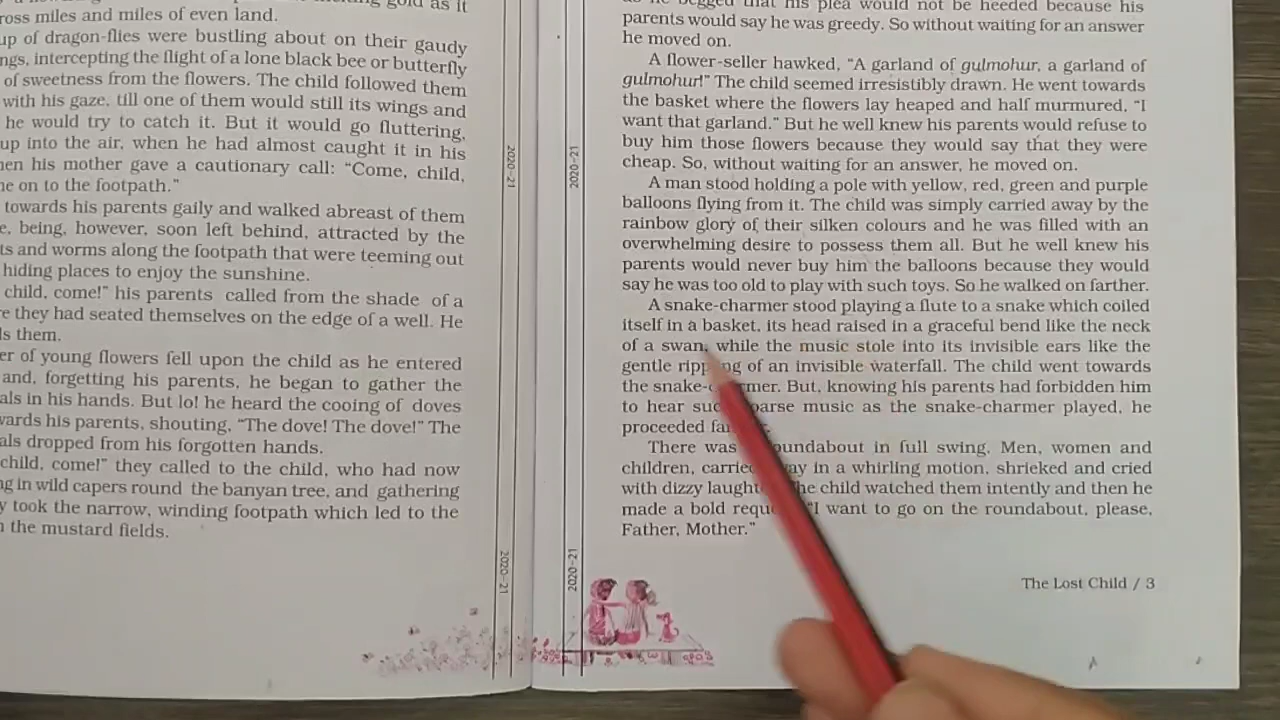 a
gold as it
ross miles and miles of even land.
up of dragon-flies were bustling about on their gaudy
ngs, intercepting the flight of a lone black bee or butterfly
of sweetness from the flowers. The child followed them
with his gaze, till one of them would still its wings and
he would try to catch it. But it would go fluttering,
up into the air, when he had almost caught it in his
en his mother gave a cautionary call: “Come, child,
e on to the footpath.”
towards his parents gaily and walked abreast of them
e, being, however, soon left behind, attracted by the
ts and worms along the footpath that were teeming out
hiding places to enjoy the sunshine.
child, come!” his parents called from the shade of a
e they had seated themselves on the edge of a well. He
s them.
er of young flowers fell upon the child as he entered
and, forgetting his parents, he began to gather the
als in his hands. But lo! he heard the cooing of doves
wards his parents, shouting, “The dove! The dove!” The
als dropped from his forgotten hands.
child, come!” they called to the child, who had now
g in wild capers round the banyan tree, and gathering
y took the narrow, winding footpath which led to the
n the mustard fields.
2020-21
2020-21
2020-21
2020-21
as he begged that his plea would not be heeded because his
parents would say he was greedy. So without waiting for an answer
he moved on.
A flower-seller hawked, “A garland of gulmohur, a garland of
gulmohur!” The child seemed irresistibly drawn. He went towards
the basket where the flowers lay heaped and half murmured, “I
want that garland.” But he well knew his parents would refuse to
buy him those flowers because they would say that they were
cheap. So, without waiting for an answer, he moved on.
A man stood holding a pole with yellow, red, green and purple
balloons flying from it. The child was simply carried away by the
rainbow glory of their silken colours and he was filled with an
overwhelming desire to possess them all. But he well knew his
parents would never buy him the balloons because they would
say he was too old to play with such toys. So he walked on farther.
A snake-charmer stood playing a flute to a snake which coiled
itself in a basket, its head raised in a graceful bend like the neck
of a swan, while the music stole into its invisible ears like the
gentle rippling of an invisible waterfall. The child went towards
the snake-charmer. But, knowing his parents had forbidden him
to hear such coarse music as the snake-charmer played, he
proceeded
There was roundabout in full swing. Men, women and
children, carried away in a whirling motion, shrieked and cried
with dizzy laughter. The child watched them intently and then he
made a bold request: “I want to go on the roundabout, please,
Father, Mother.”
The Lost Child / 3